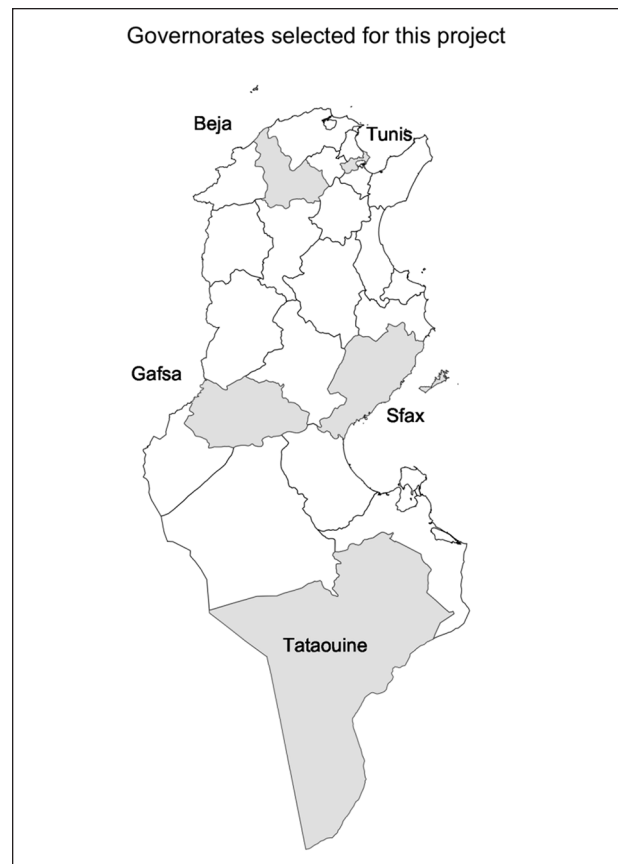 Governorates selected for this project
Beja
Tunis
Gafsa
Sfax
Tataouine